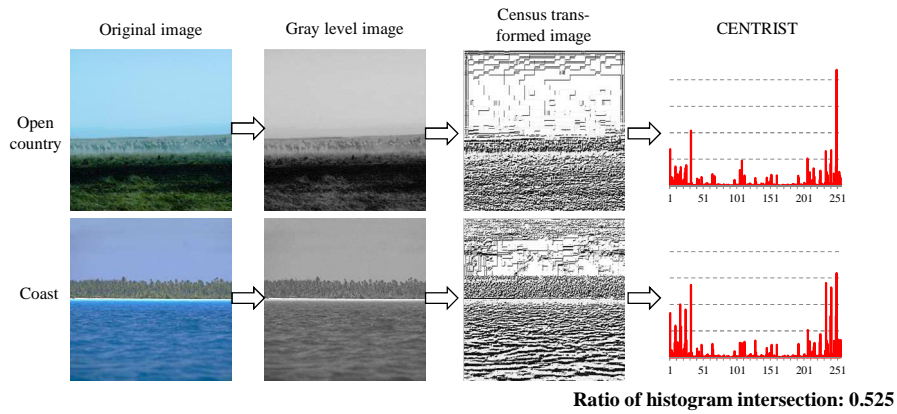 Original image
Gray level image
Census trans-
formed image
CENTRIST
Open
country
1 51 101 151 201 251
Coast
1 51 101 151 201 251
Ratio of histogram intersection: 0.525